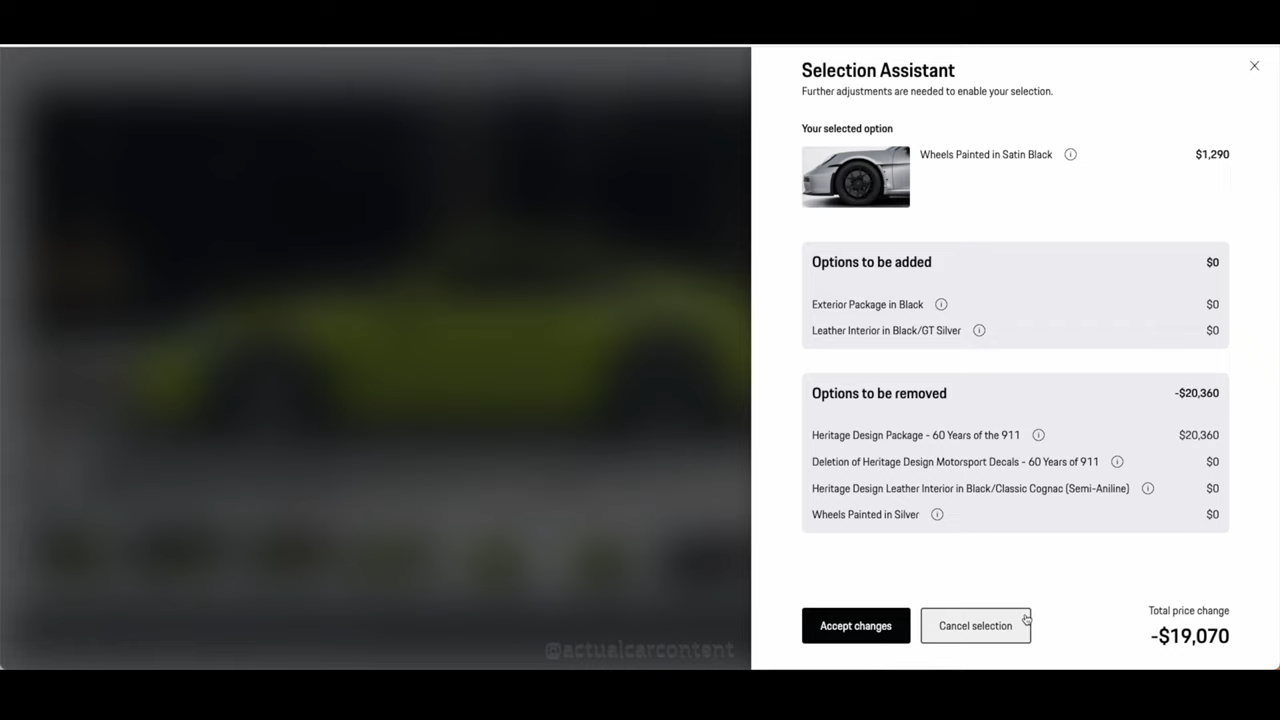 Selection Assistant
Further adjustments are needed to enable your selection.
Your selected option
Wheels Painted in Satin Black $1,290
Options to be added $0
Exterior Package in Black $0
Leather Interior in Black/GT Silver $0
Options to be removed -$20,360
Heritage Design Package - 60 Years of the 911 $20,360
Deletion of Heritage Design Motorsport Decals - 60 Years of 911 $0
Heritage Design Leather Interior in Black/Classic Cognac (Semi-Aniline) $0
Wheels Painted in Silver $0
Accept changes
Cancel selection
Total price change
-$19,070
@actualcarcontent